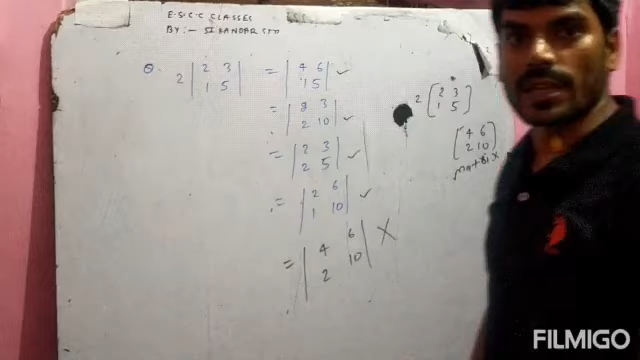 E.S.C.C CLASSES
BY:- SIKANDAR SIR
Q. 2 | 2 3 | = | 4 6 | ✓
| 1 5 | | 1 5 |
= | 8 3 | ✓
| 2 10 |
= | 2 3 | ✓
| 2 5 |
= | 2 6 | ✓
| 1 10 |
= | 4 6 | X
| 2 10 |
2 [ 2 3 ]
[ 1 5 ]
[ 4 6 ]
[ 2 10 ]
matrix
FILMIGO